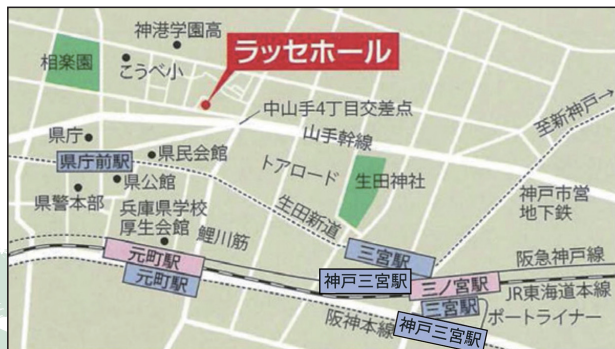 神港学園高
相楽園
こうべ小
ラッセホール
中山手4丁目交差点
山手幹線
至新神戸→
県庁
県庁前駅
県民会館
県公館
県警本部
トアロード
生田神社
生田新道
神戸市営
地下鉄
兵庫県学校
厚生会館
鯉川筋
三宮駅
元町駅
元町駅
神戸三宮駅
三ノ宮駅
阪急神戸線
JR東海道本線
三宮駅
ポートライナー
阪神本線
神戸三宮駅